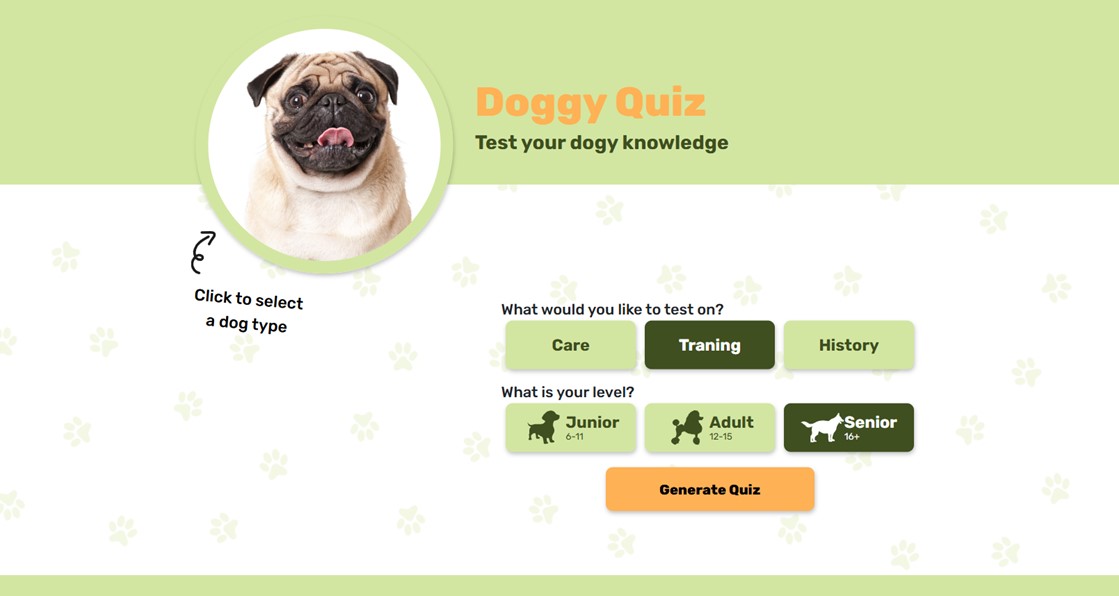 Doggy Quiz
Test your dogy knowledge
Click to select
a dog type
What would you like to test on?
Care
Traning
History
What is your level?
Junior
6-11
Adult
12-15
Senior
16+
Generate Quiz